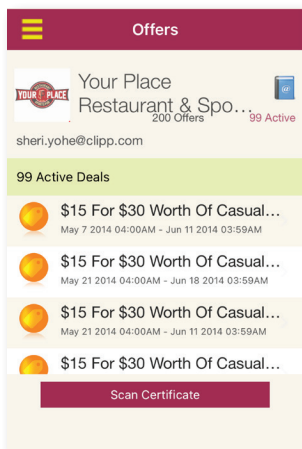 Offers
YOUR PLACE
Your Place
Restaurant & Spo...
200 Offers
99 Active
sheri.yohe@clipp.com
99 Active Deals
$15 For $30 Worth Of Casual...
May 7 2014 04:00AM - Jun 11 2014 03:59AM
$15 For $30 Worth Of Casual...
May 21 2014 04:00AM - Jun 18 2014 03:59AM
$15 For $30 Worth Of Casual...
May 21 2014 04:00AM - Jun 11 2014 03:59AM
$15 For $30 Worth Of Casual...
Scan Certificate